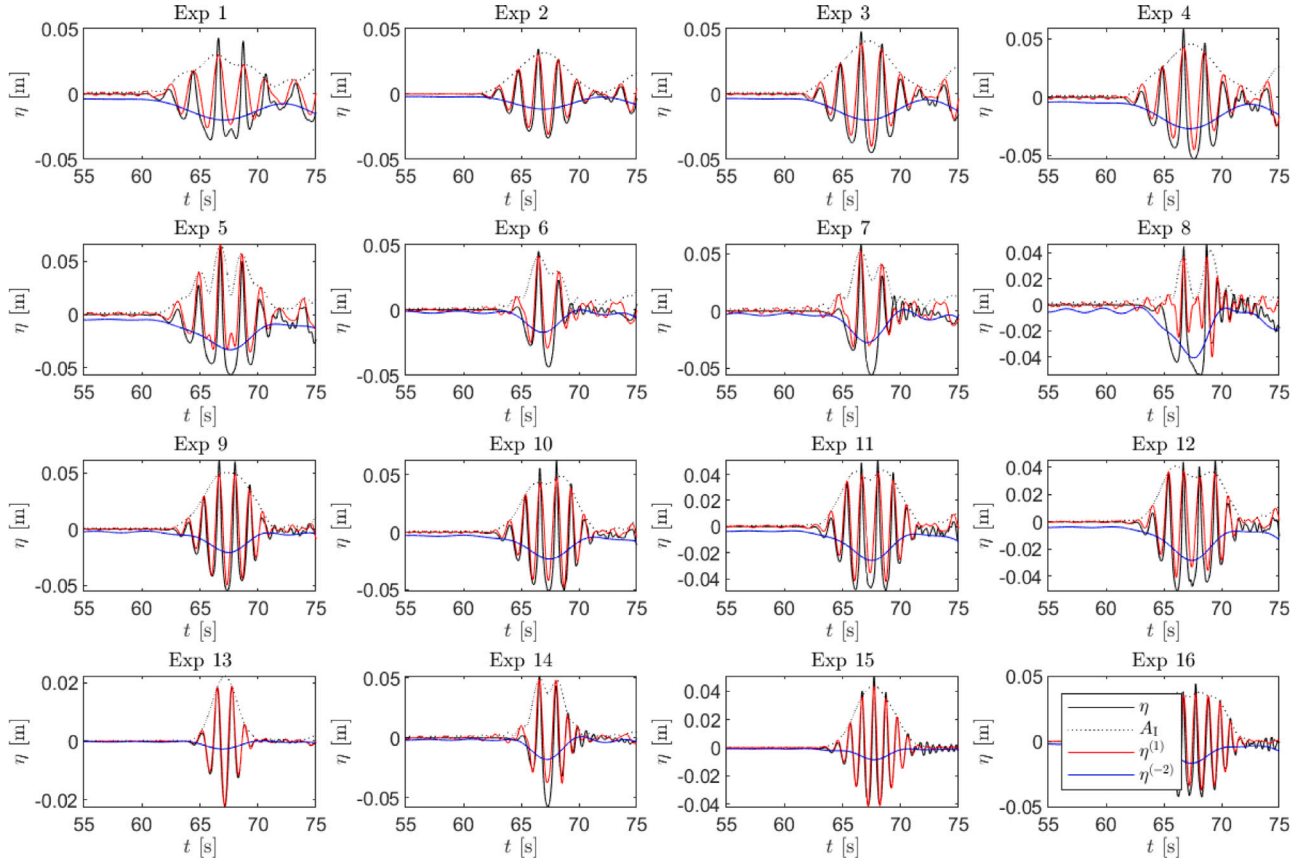 Exp 1
0.05
0
-0.05
η [m]
55 60 65 70 75
t [s]
Exp 2
0.05
0
-0.05
η [m]
55 60 65 70 75
t [s]
Exp 3
0.05
0
-0.05
η [m]
55 60 65 70 75
t [s]
Exp 4
0.05
0
-0.05
η [m]
55 60 65 70 75
t [s]
Exp 5
0.05
0
-0.05
η [m]
55 60 65 70 75
t [s]
Exp 6
0.05
0
-0.05
η [m]
55 60 65 70 75
t [s]
Exp 7
0.05
0
-0.05
η [m]
55 60 65 70 75
t [s]
Exp 8
0.04
0.02
0
-0.02
-0.04
η [m]
55 60 65 70 75
t [s]
Exp 9
0.05
0
-0.05
η [m]
55 60 65 70 75
t [s]
Exp 10
0.05
0
-0.05
η [m]
55 60 65 70 75
t [s]
Exp 11
0.04
0.02
0
-0.02
-0.04
η [m]
55 60 65 70 75
t [s]
Exp 12
0.04
0.02
0
-0.02
-0.04
η [m]
55 60 65 70 75
t [s]
Exp 13
0.02
0
-0.02
η [m]
55 60 65 70 75
t [s]
Exp 14
0.05
0
-0.05
η [m]
55 60 65 70 75
t [s]
Exp 15
0.04
0.02
0
-0.02
-0.04
η [m]
55 60 65 70 75
t [s]
Exp 16
0.05
0
-0.05
η [m]
55 60 65 70 75
t [s]
η
A_I
η^(1)
η^(-2)